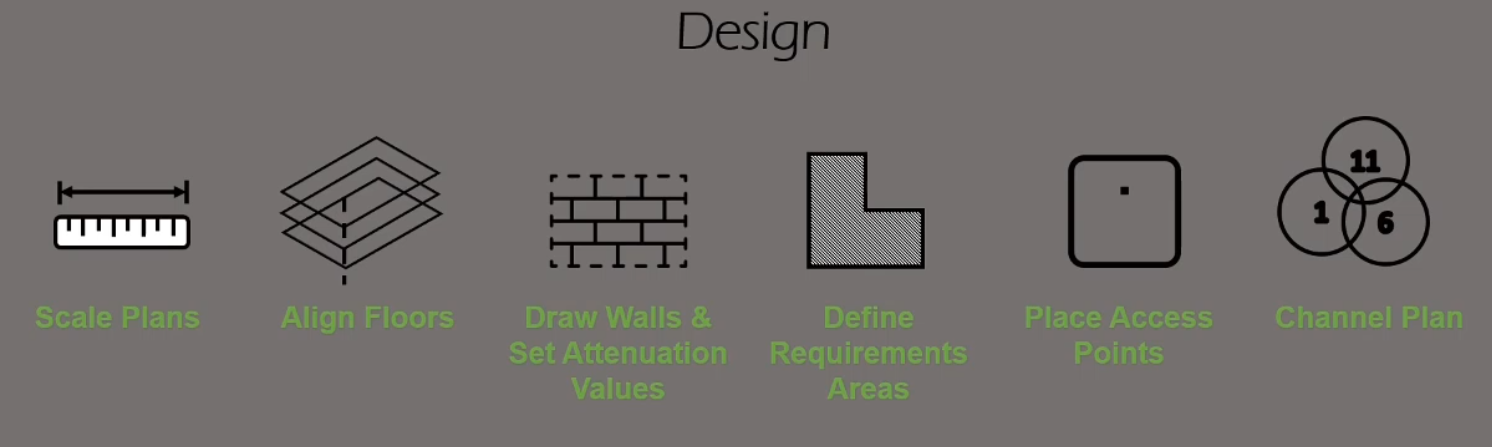 Design
11
1
6
Scale Plans
Align Floors
Draw Walls &
Set Attenuation
Values
Define
Requirements
Areas
Place Access
Points
Channel Plan